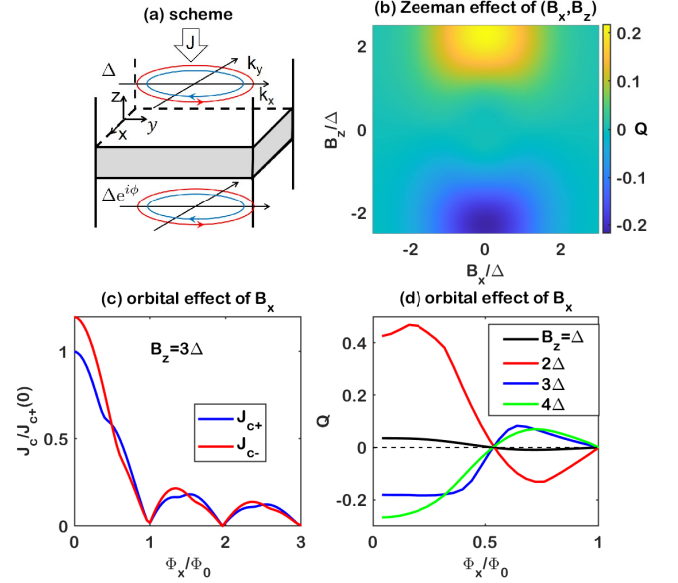 (a) scheme
J
Δ
k_y
k_x
z
x
y
Δe^{iϕ}
(b) Zeeman effect of (B_x,B_z)
B_z/Δ
2
0
-2
-2
0
2
B_x/Δ
0.2
0.1
0
-0.1
-0.2
Q
(c) orbital effect of B_x
J_c/J_{c+}(0)
1
0.5
0
B_z=3Δ
J_{c+}
J_{c-}
0
1
2
3
Φ_x/Φ_0
(d) orbital effect of B_x
Q
0.4
0.2
0
-0.2
B_z=Δ
2Δ
3Δ
4Δ
0
0.5
1
Φ_x/Φ_0